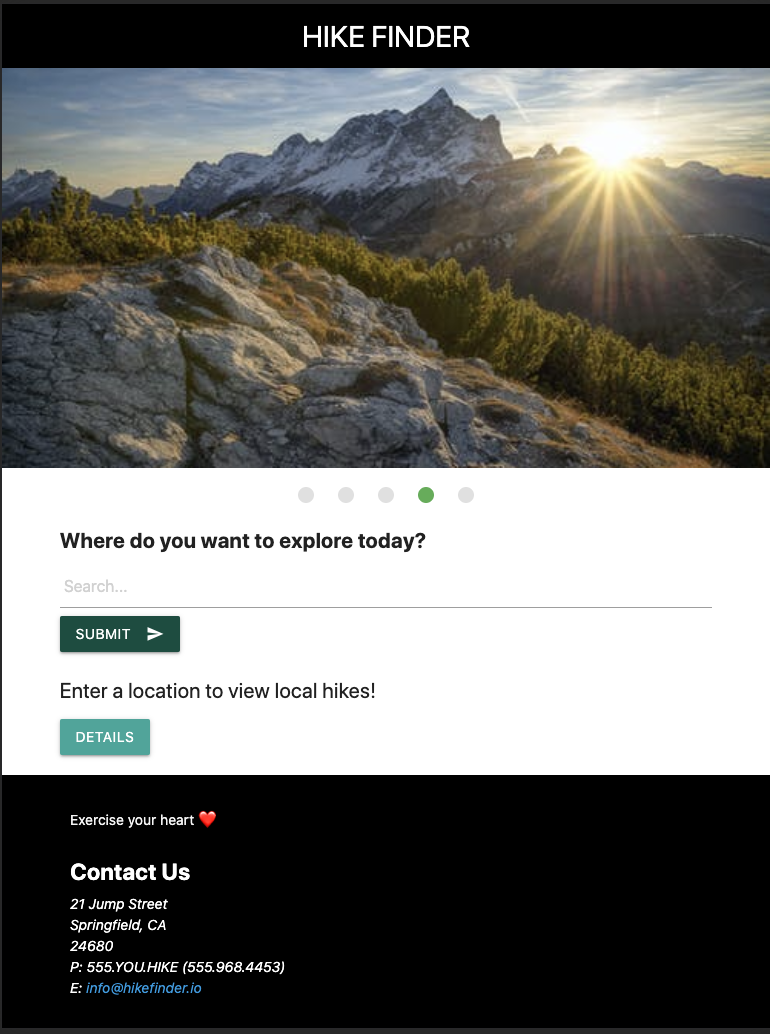 HIKE FINDER
Where do you want to explore today?
Search...
SUBMIT
Enter a location to view local hikes!
DETAILS
Exercise your heart ❤️
Contact Us
21 Jump Street
Springfield, CA
24680
P: 555.YOU.HIKE (555.968.4453)
E: info@hikefinder.io